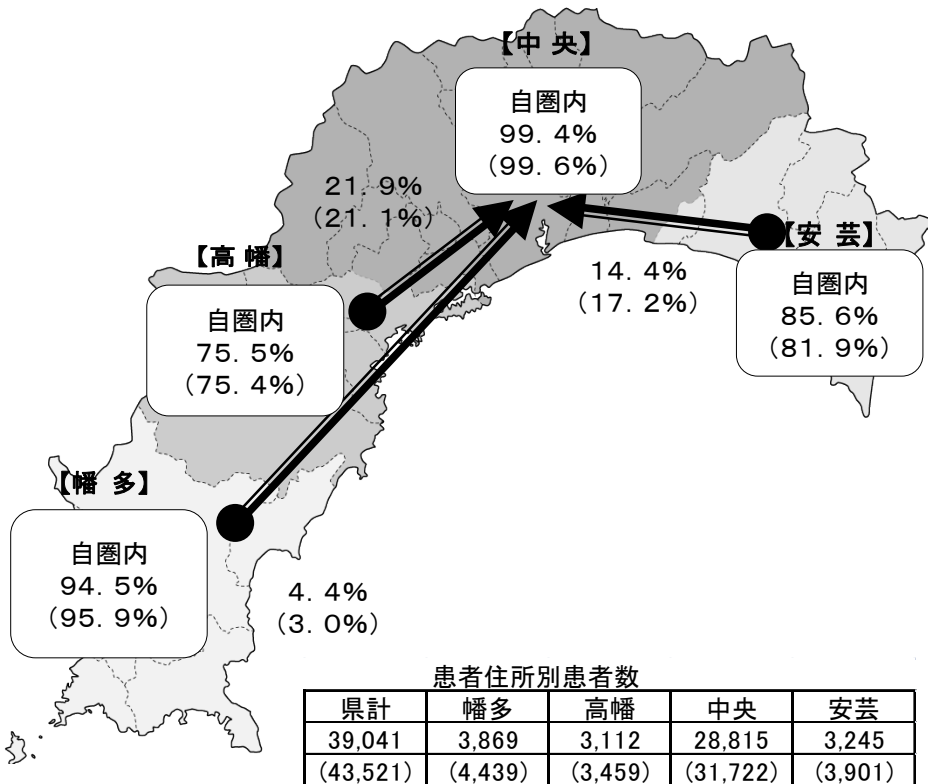 【中 央】
自圏内
99. 4%
(99. 6%)
21. 9%
(21. 1%)
【高 幡】
自圏内
75. 5%
(75. 4%)
【安 芸】
自圏内
85. 6%
(81. 9%)
14. 4%
(17. 2%)
【幡 多】
自圏内
94. 5%
(95. 9%)
4. 4%
(3. 0%)
患者住所別患者数
県計 幡多 高幡 中央 安芸
39,041 3,869 3,112 28,815 3,245
(43,521) (4,439) (3,459) (31,722) (3,901)